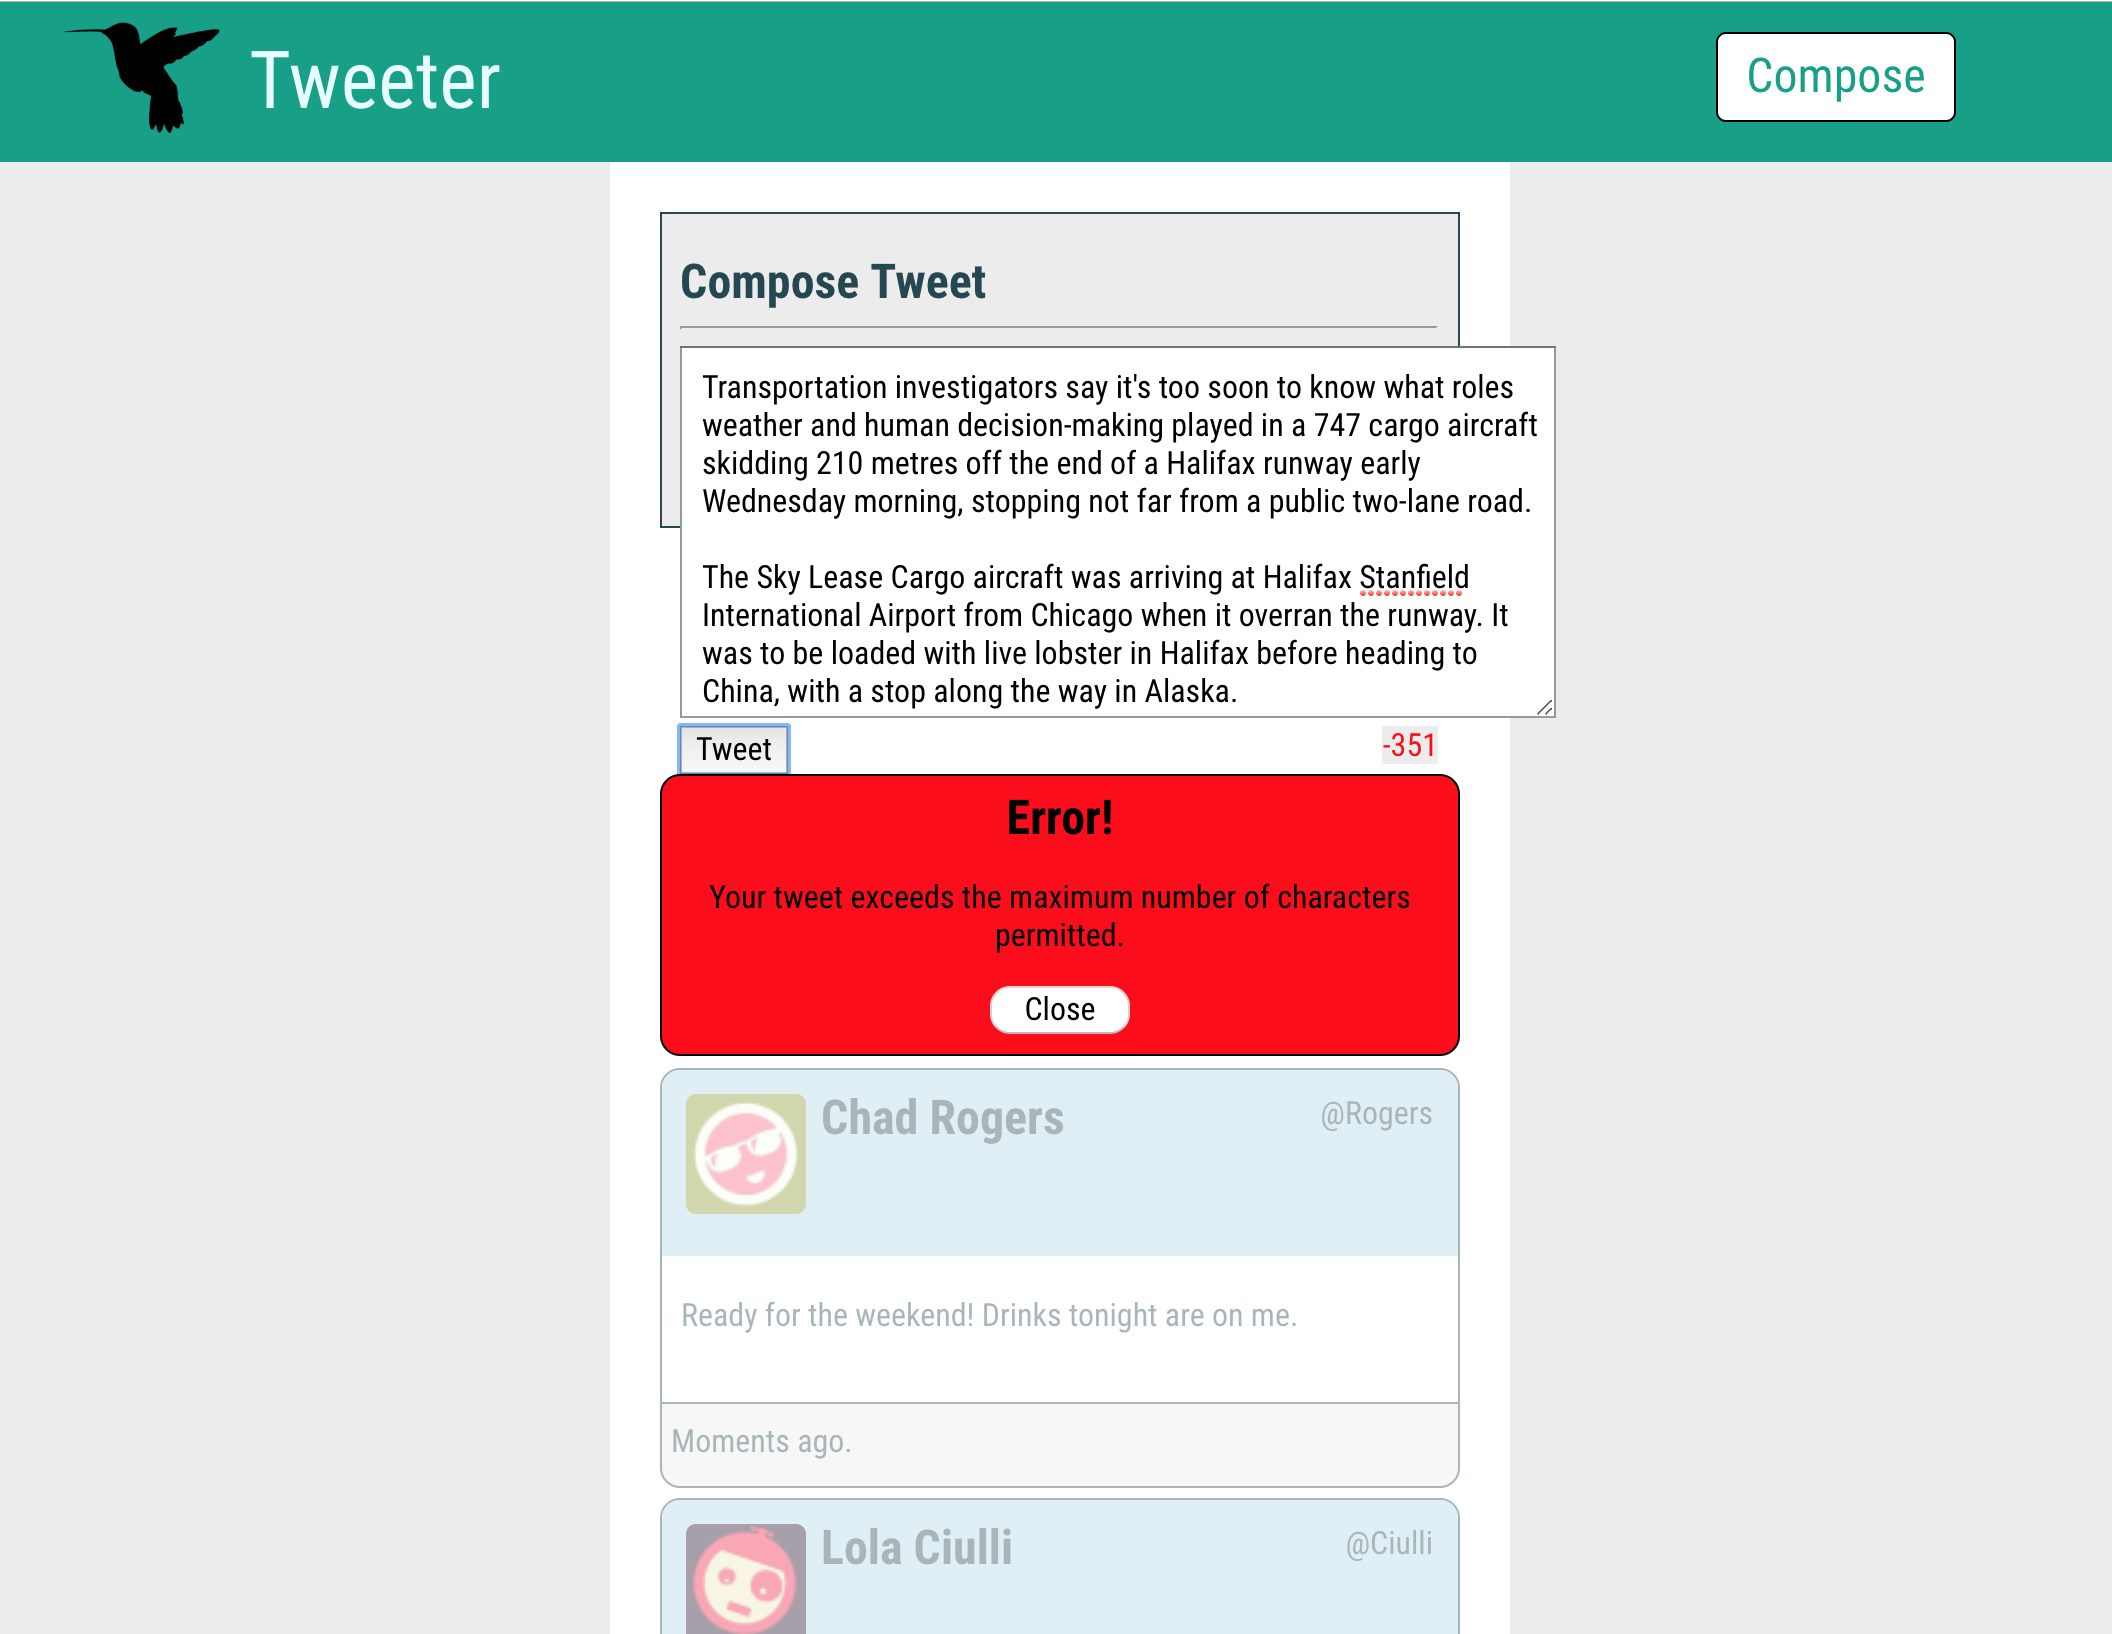 Tweeter
Compose
Compose Tweet
Transportation investigators say it's too soon to know what roles
weather and human decision-making played in a 747 cargo aircraft
skidding 210 metres off the end of a Halifax runway early
Wednesday morning, stopping not far from a public two-lane road.
The Sky Lease Cargo aircraft was arriving at Halifax Stanfield
International Airport from Chicago when it overran the runway. It
was to be loaded with live lobster in Halifax before heading to
China, with a stop along the way in Alaska.
Tweet
-351
Error!
Your tweet exceeds the maximum number of characters
permitted.
Close
Chad Rogers
@Rogers
Ready for the weekend! Drinks tonight are on me.
Moments ago.
Lola Ciulli
@Ciulli